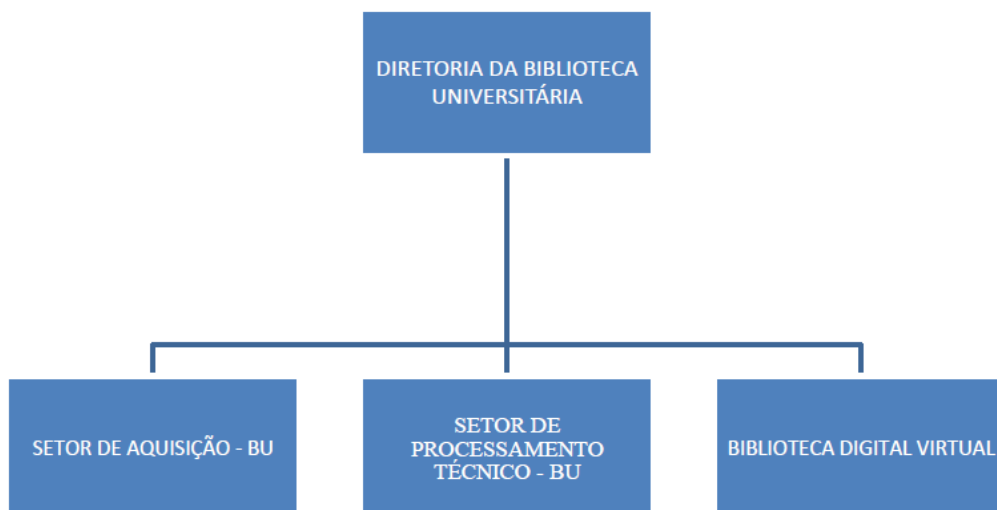 DIRETORIA DA BIBLIOTECA
UNIVERSITÁRIA
SETOR DE AQUISIÇÃO - BU
SETOR DE
PROCESSAMENTO
TÉCNICO - BU
BIBLIOTECA DIGITAL VIRTUAL